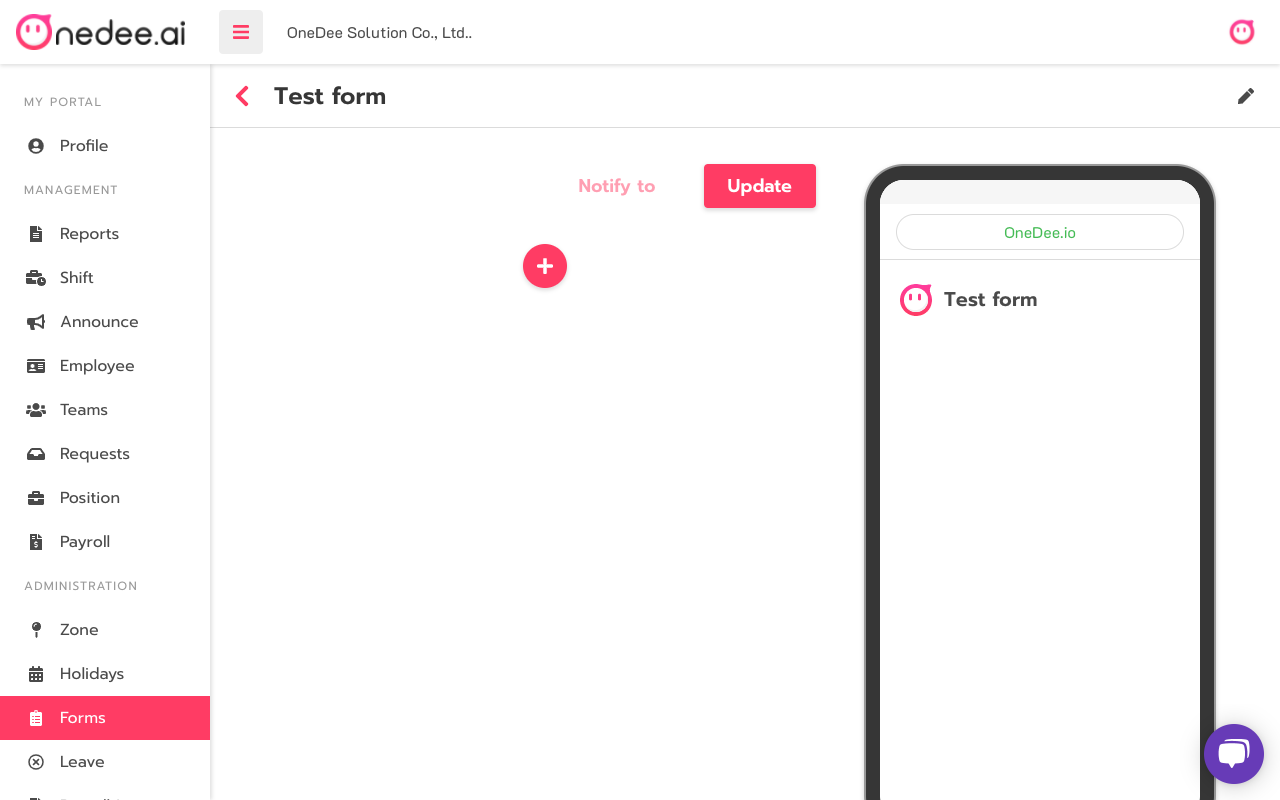 nedee.ai
OneDee Solution Co., Ltd..
MY PORTAL
Profile
MANAGEMENT
Reports
Shift
Announce
Employee
Teams
Requests
Position
Payroll
ADMINISTRATION
Zone
Holidays
Forms
Leave
Test form
Notify to
Update
OneDee.io
Test form